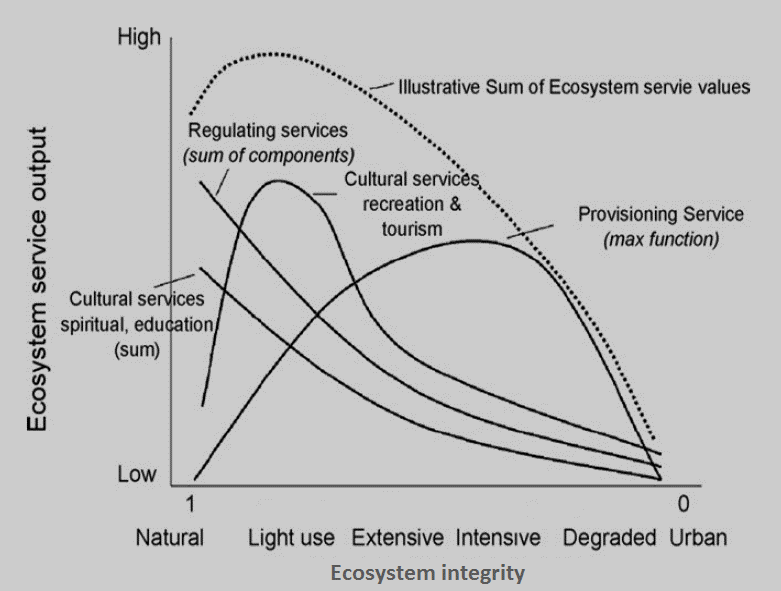 High
Illustrative Sum of Ecosystem servie values
Regulating services
(sum of components)
Cultural services
recreation &
tourism
Provisioning Service
(max function)
Cultural services
spiritual, education
(sum)
Ecosystem service output
Low
1
0
Natural Light use Extensive Intensive Degraded Urban
Ecosystem integrity